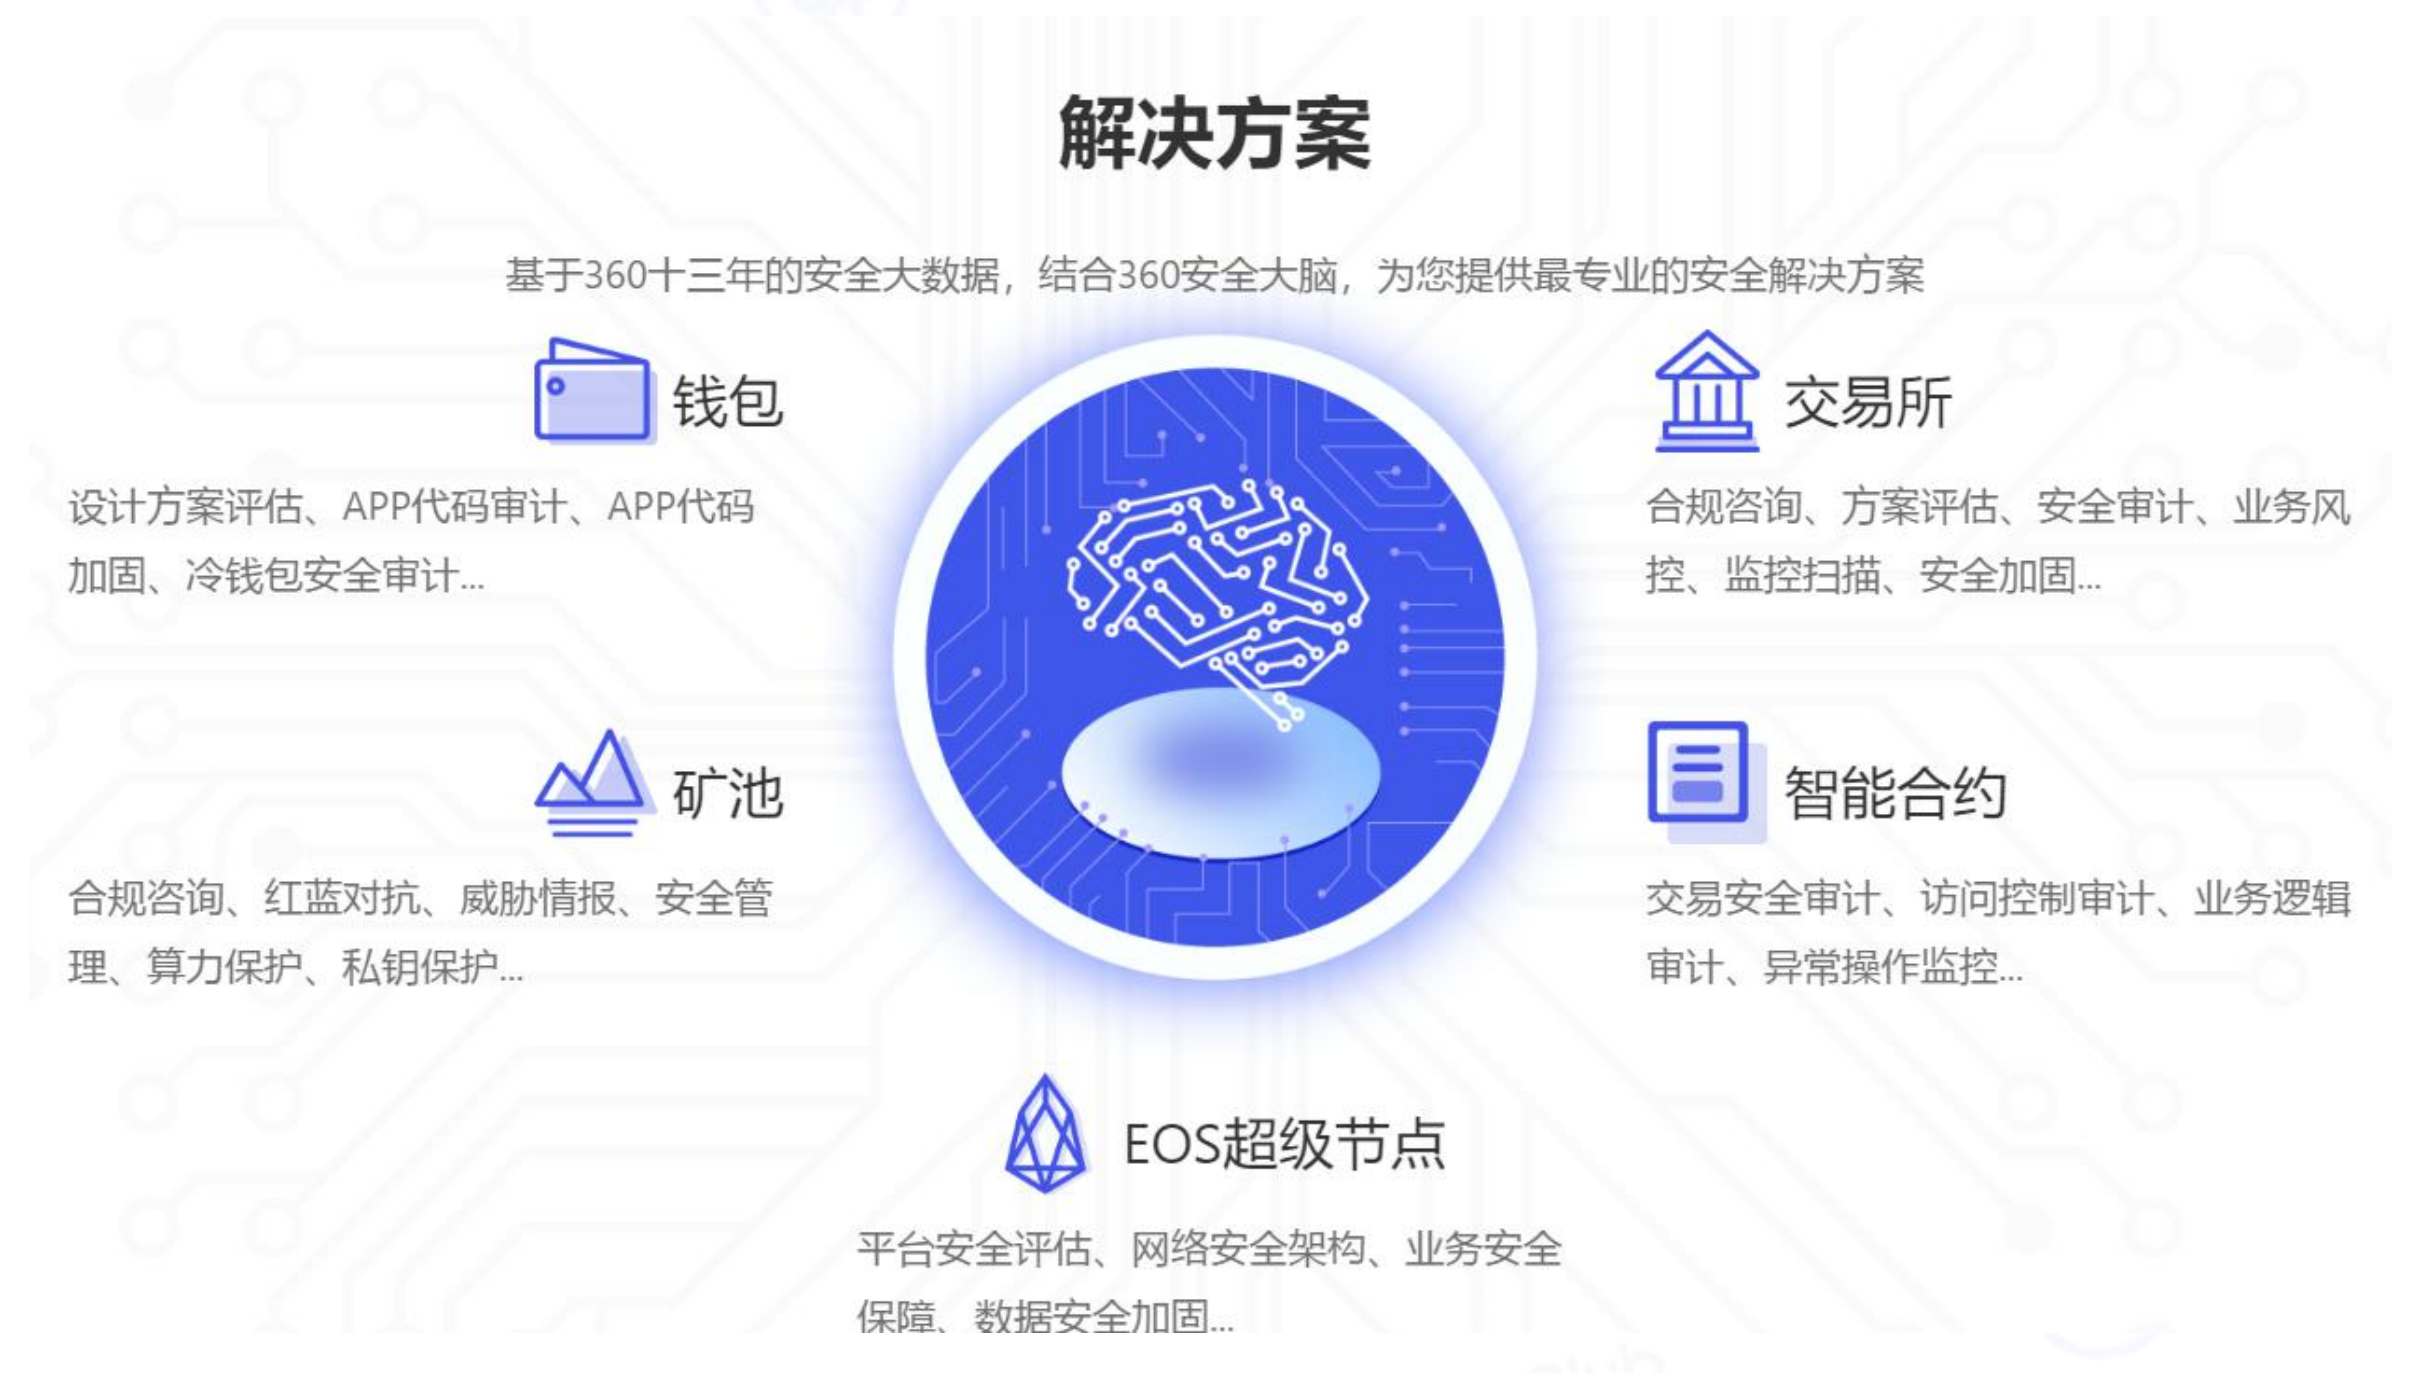 解决方案
基于360十三年的安全大数据，结合360安全大脑，为您提供最专业的安全解决方案
钱包
设计方案评估、APP代码审计、APP代码
加固、冷钱包安全审计...
交易所
合规咨询、方案评估、安全审计、业务风
控、监控扫描、安全加固...
矿池
合规咨询、红蓝对抗、威胁情报、安全管
理、算力保护、私钥保护...
智能合约
交易安全审计、访问控制审计、业务逻辑
审计、异常操作监控...
EOS超级节点
平台安全评估、网络安全架构、业务安全
保障、数据安全加固...